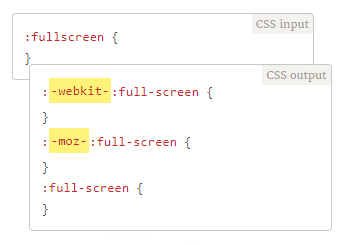 CSS input
:fullscreen {
}
CSS output
:-webkit-:full-screen {
}
:-moz-:full-screen {
}
:full-screen {
}